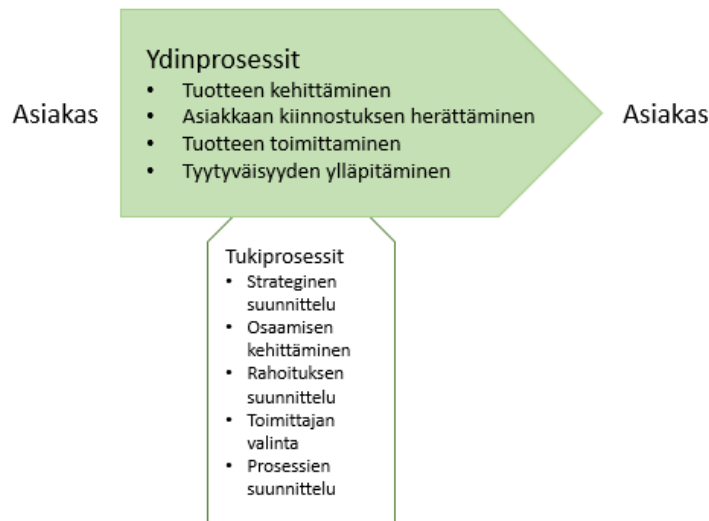 Ydinprosessit
• Tuotteen kehittäminen
Asiakas
• Asiakkaan kiinnostuksen herättäminen
Asiakas
• Tuotteen toimittaminen
• Tyytyväisyyden ylläpitäminen
Tukiprosessit
• Strateginen
suunnittelu
• Osaamisen
kehittäminen
• Rahoituksen
suunnittelu
• Toimittajan
valinta
• Prosessien
suunnittelu